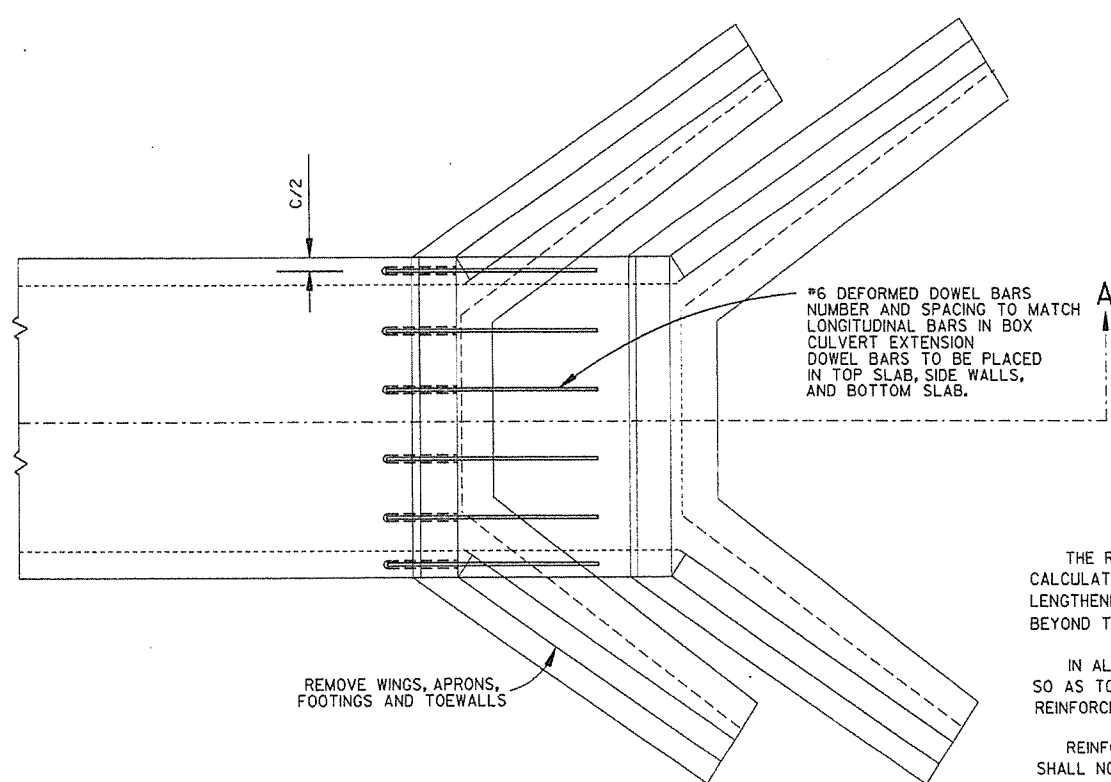 C/2
#6 DEFORMED DOWEL BARS
NUMBER AND SPACING TO MATCH
LONGITUDINAL BARS IN BOX
CULVERT EXTENSION
DOWEL BARS TO BE PLACED
IN TOP SLAB, SIDE WALLS,
AND BOTTOM SLAB.
A
REMOVE WINGS, APRONS,
FOOTINGS AND TOEWALLS
THE R
CALCULAT
LENGTHEN
BEYOND T
IN AL
SO AS TO
REINFORC
REINFO
SHALL NO